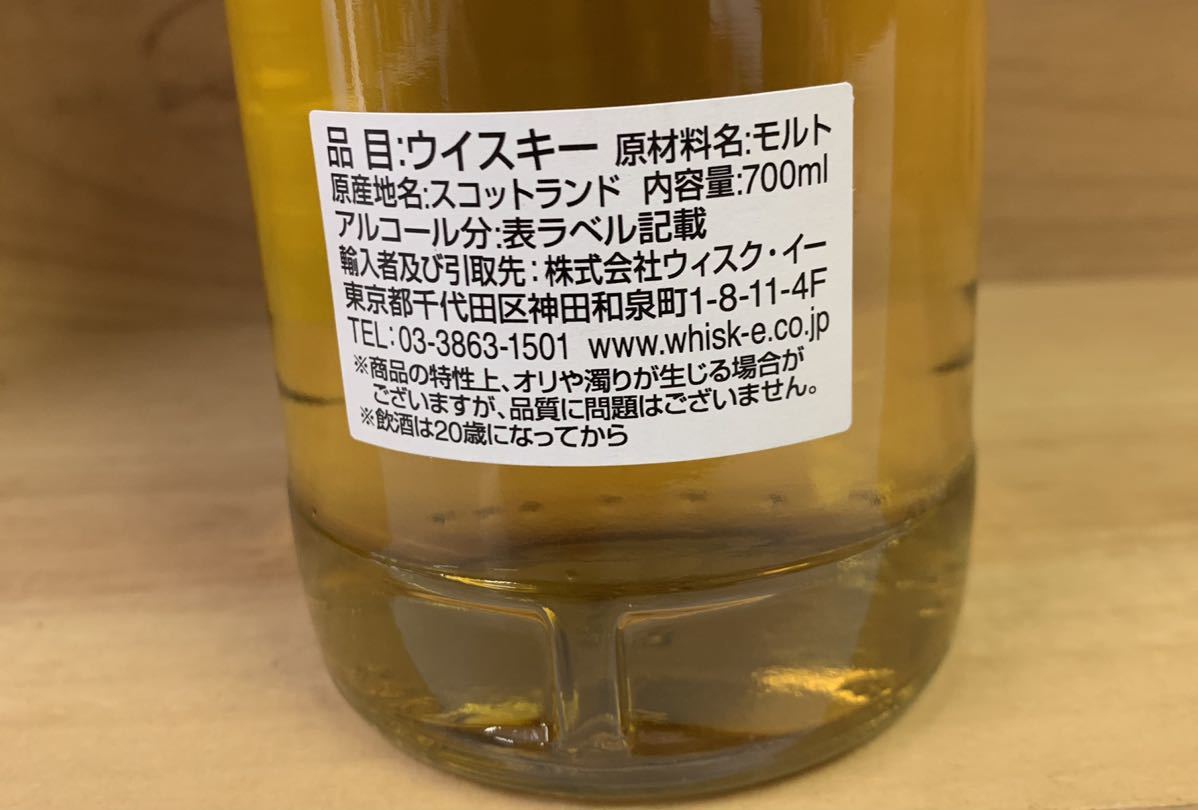 品 目:ウイスキー 原材料名:モルト
原産地名:スコットランド 内容量:700ml
アルコール分:表ラベル記載
輸入者及び引取先:株式会社ウィスク・イー
東京都千代田区神田和泉町1-8-11-4F
TEL:03-3863-1501 www.whisk-e.co.jp
※商品の特性上、オリや濁りが生じる場合が
ございますが、品質に問題はございません。
※飲酒は20歳になってから